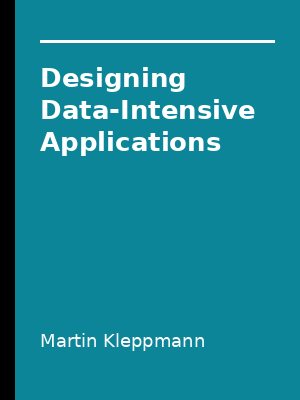 Designing
Data-Intensive
Applications
Martin Kleppmann